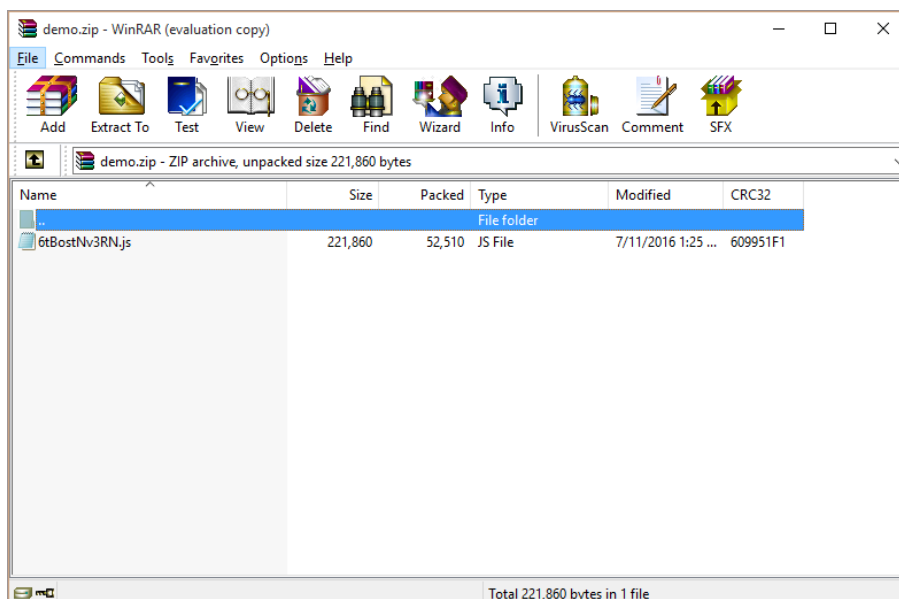 demo.zip - WinRAR (evaluation copy)
File Commands Tools Favorites Options Help
Add Extract To Test View Delete Find Wizard Info VirusScan Comment SFX
demo.zip - ZIP archive, unpacked size 221,860 bytes
Name Size Packed Type Modified CRC32
.. File folder
6tBostNv3RN.js 221,860 52,510 JS File 7/11/2016 1:25 ... 609951F1
Total 221,860 bytes in 1 file